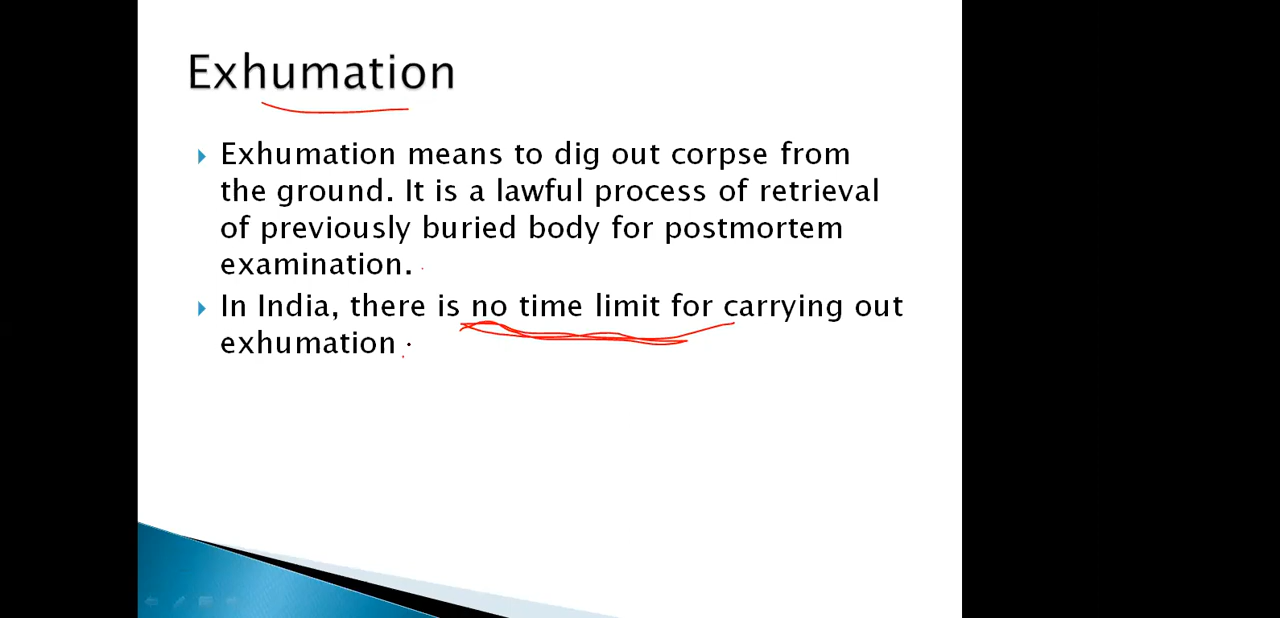 Exhumation
Exhumation means to dig out corpse from
the ground. It is a lawful process of retrieval
of previously buried body for postmortem
examination.
In India, there is no time limit for carrying out
exhumation .